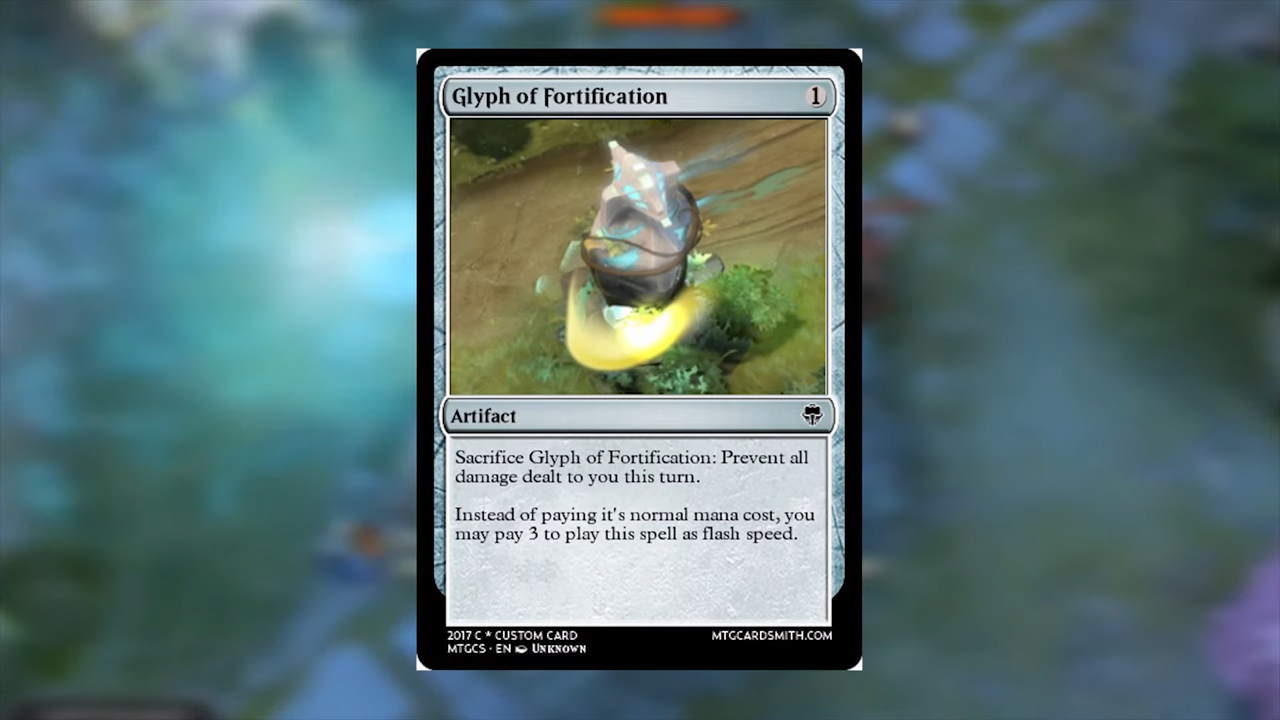 Glyph of Fortification 1
Artifact
Sacrifice Glyph of Fortification: Prevent all
damage dealt to you this turn.
Instead of paying it's normal mana cost, you
may pay 3 to play this spell as flash speed.
2017 C * CUSTOM CARD MTGCARDSMITH.COM
MTGCS · EN Unknown